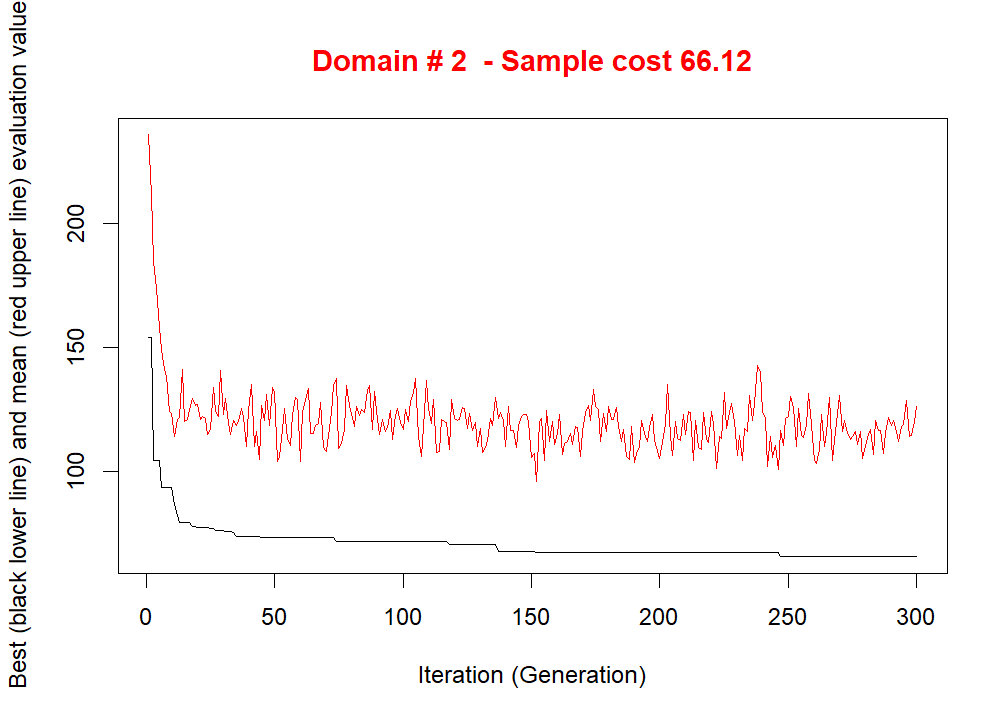 Domain # 2  - Sample cost 66.12
Best (black lower line) and mean (red upper line) evaluation value
200
150
100
0 50 100 150 200 250 300
Iteration (Generation)